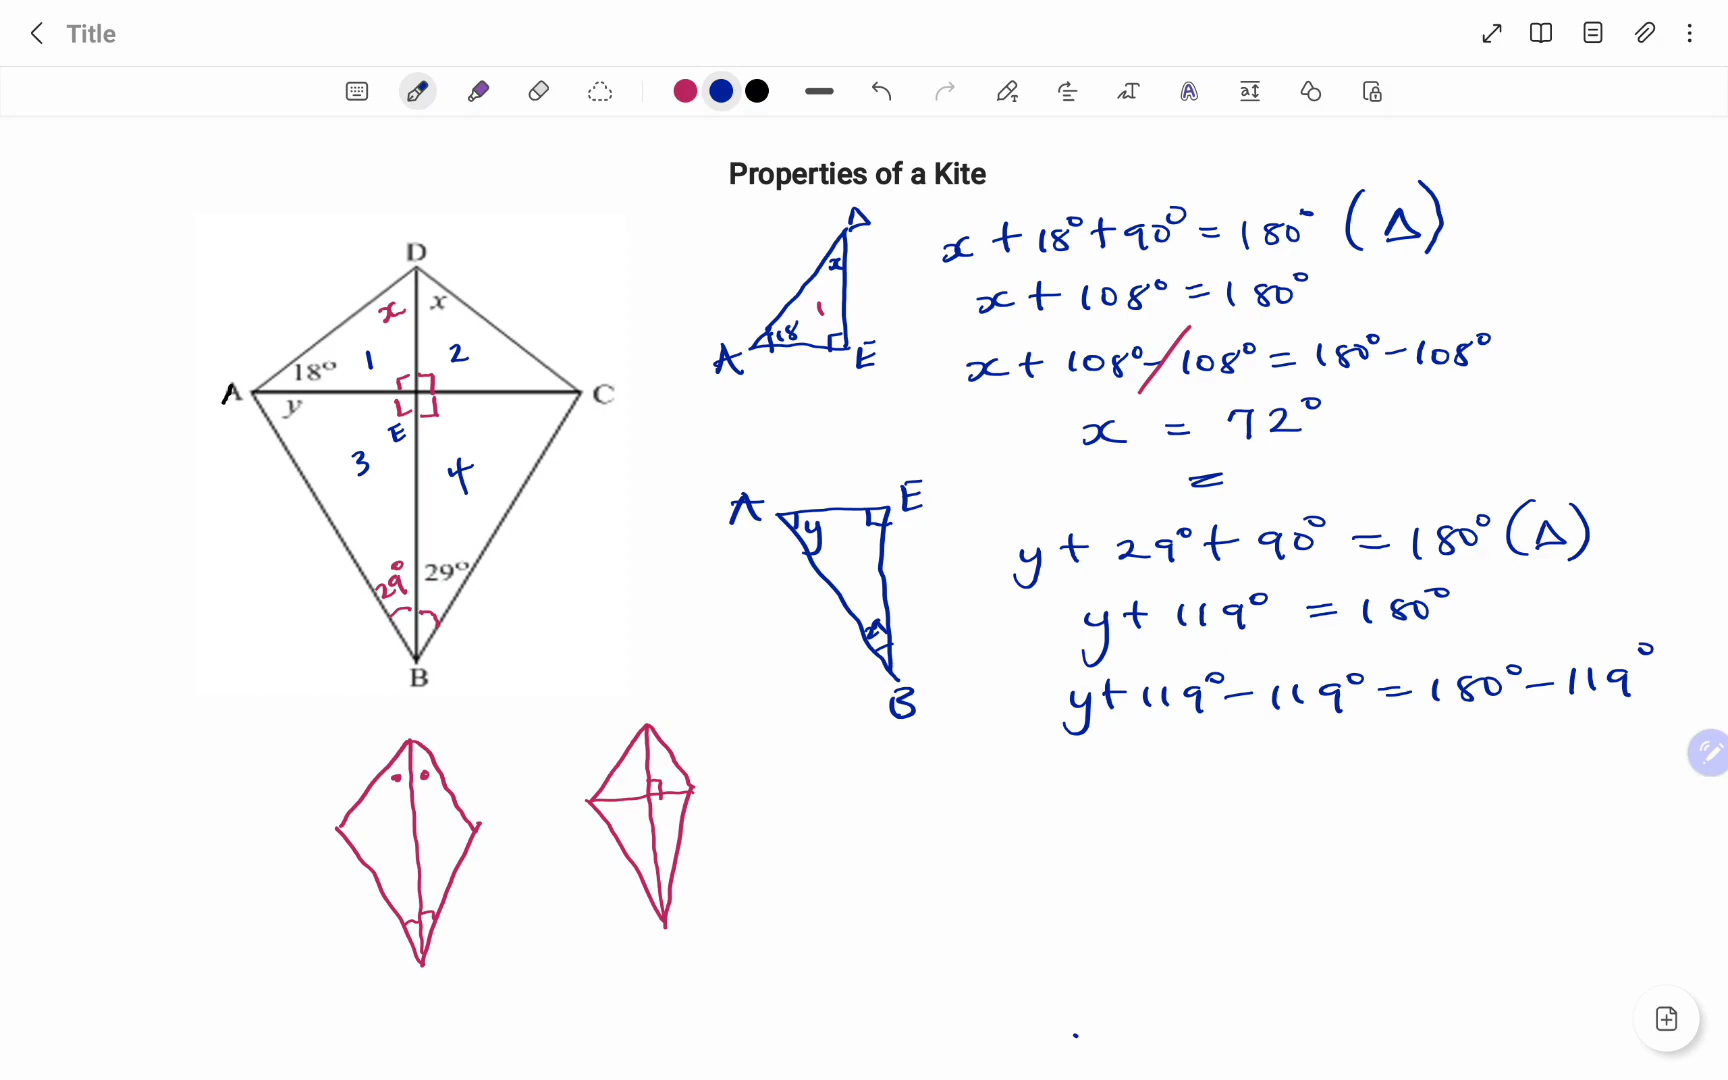 Title
Properties of a Kite
D
x x
18° 1 2
A C
y
E
3 4
29° 29°
B
D
x
1
18
A E
x + 18° + 90° = 180° (Δ)
x + 108° = 180°
x + 108° - 108° = 180° - 108°
x = 72°
A E
y
29
B
y + 29° + 90° = 180° (Δ)
y + 119° = 180°
y + 119° - 119° = 180° - 119°